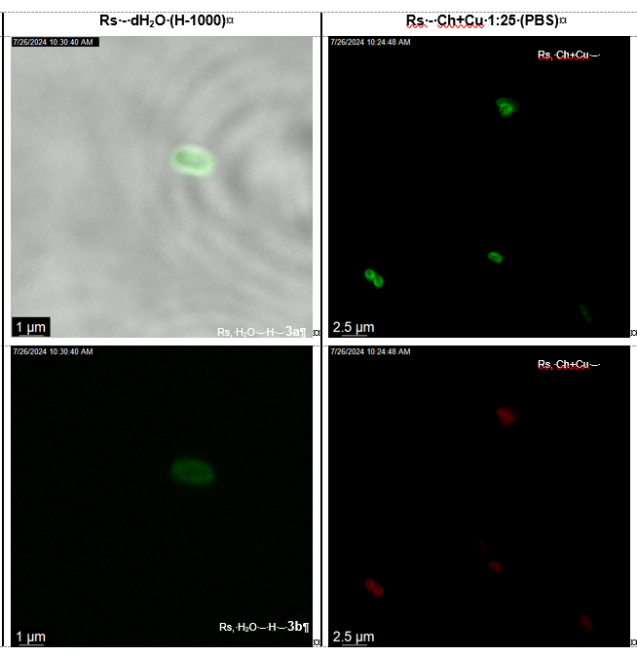 Rs·-·dH₂O·(H-1000)¤
Rs·-·Ch+Cu·1:25·(PBS)¤
7/26/2024 10:30:40 AM
1 µm
Rs,·H₂O·–·H·–·3a¶
7/26/2024 10:24:48 AM
Rs,·Ch+Cu·–·
2.5 µm
7/26/2024 10:30:40 AM
1 µm
Rs,·H₂O·–·H·–·3b¶
7/26/2024 10:24:48 AM
Rs,·Ch+Cu·–·
2.5 µm